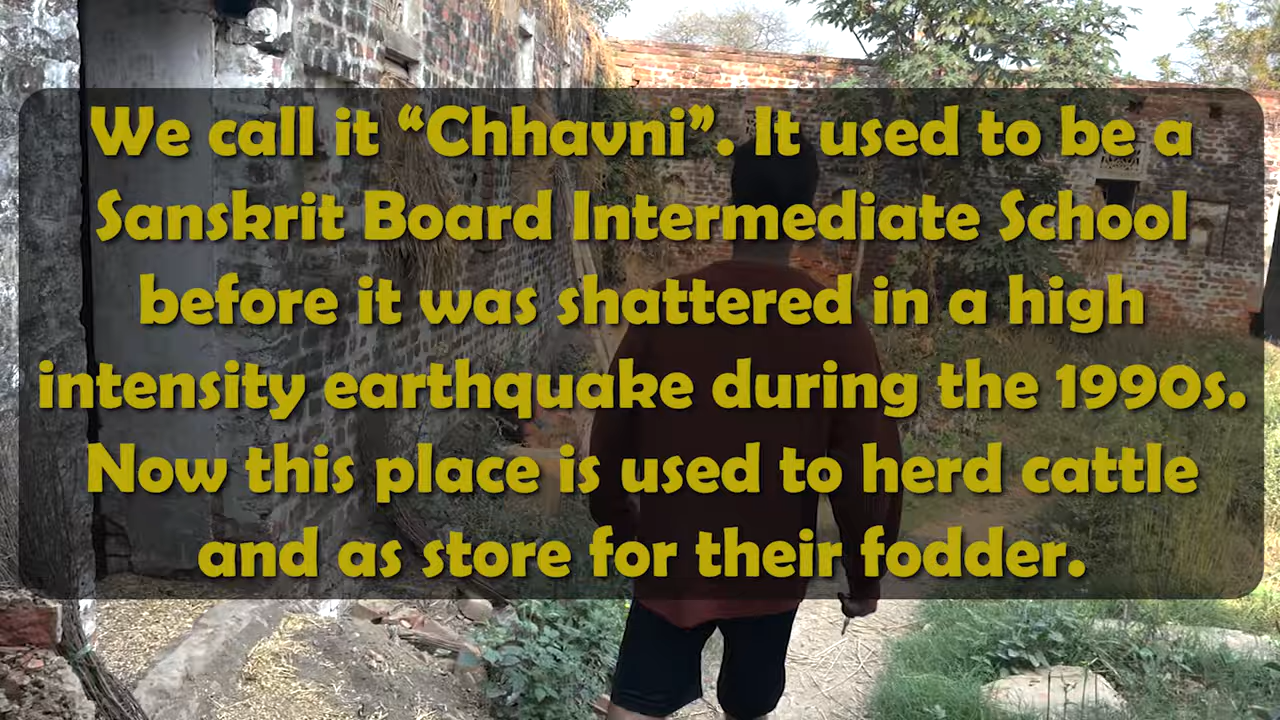 We call it “Chhavni”. It used to be a
Sanskrit Board Intermediate School
before it was shattered in a high
intensity earthquake during the 1990s.
Now this place is used to herd cattle
and as store for their fodder.